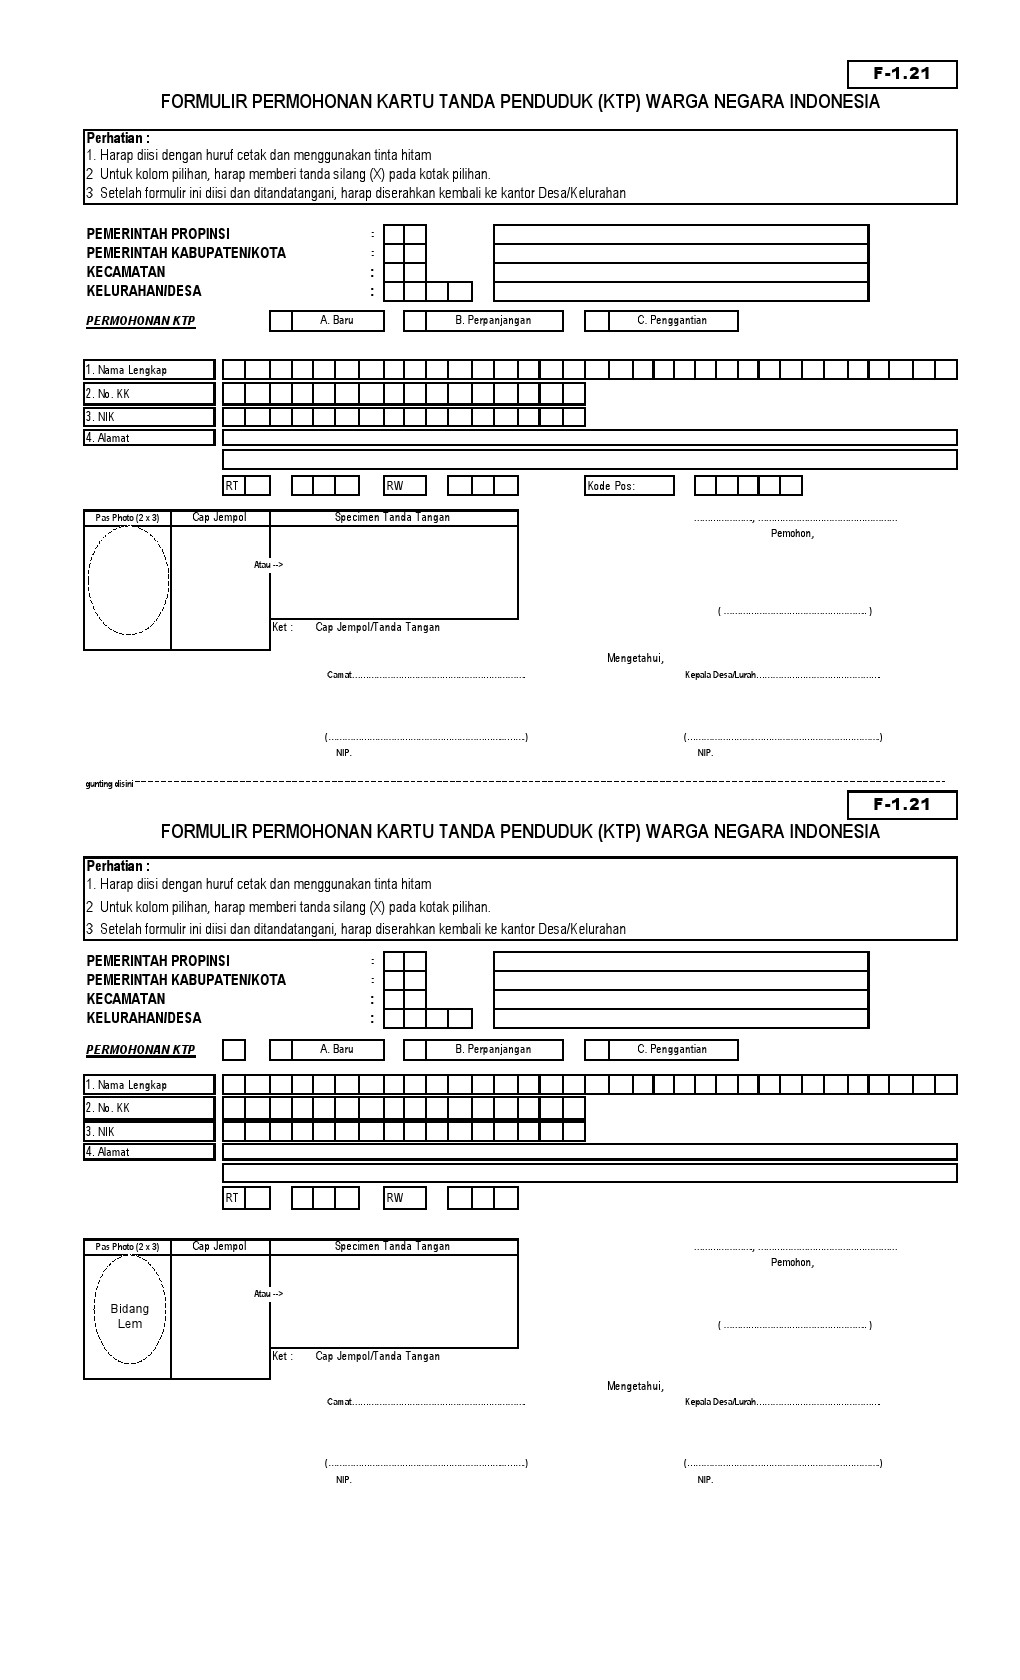 F-1.21
FORMULIR PERMOHONAN KARTU TANDA PENDUDUK (KTP) WARGA NEGARA INDONESIA
Perhatian :
1. Harap diisi dengan huruf cetak dan menggunakan tinta hitam
2 Untuk kolom pilihan, harap memberi tanda silang (X) pada kotak pilihan.
3 Setelah formulir ini diisi dan ditandatangani, harap diserahkan kembali ke kantor Desa/Kelurahan
PEMERINTAH PROPINSI :
PEMERINTAH KABUPATEN/KOTA :
KECAMATAN :
KELURAHAN/DESA :
PERMOHONAN KTP A. Baru B. Perpanjangan C. Penggantian
1. Nama Lengkap
2. No. KK
3. NIK
4. Alamat
RT RW Kode Pos:
Pas Photo (2 x 3) Cap Jempol Specimen Tanda Tangan
....................., ...................................................
Pemohon,
Atau -->
( .................................................... )
Ket : Cap Jempol/Tanda Tangan
Mengetahui,
Camat............................................................... Kepala Desa/Lurah.............................................
(........................................................................) (......................................................................)
NIP. NIP.
gunting disini
F-1.21
FORMULIR PERMOHONAN KARTU TANDA PENDUDUK (KTP) WARGA NEGARA INDONESIA
Perhatian :
1. Harap diisi dengan huruf cetak dan menggunakan tinta hitam
2 Untuk kolom pilihan, harap memberi tanda silang (X) pada kotak pilihan.
3 Setelah formulir ini diisi dan ditandatangani, harap diserahkan kembali ke kantor Desa/Kelurahan
PEMERINTAH PROPINSI :
PEMERINTAH KABUPATEN/KOTA :
KECAMATAN :
KELURAHAN/DESA :
PERMOHONAN KTP A. Baru B. Perpanjangan C. Penggantian
1. Nama Lengkap
2. No. KK
3. NIK
4. Alamat
RT RW
Pas Photo (2 x 3) Cap Jempol Specimen Tanda Tangan
....................., ...................................................
Pemohon,
Atau -->
Bidang
Lem
( .................................................... )
Ket : Cap Jempol/Tanda Tangan
Mengetahui,
Camat............................................................... Kepala Desa/Lurah.............................................
(........................................................................) (......................................................................)
NIP. NIP.